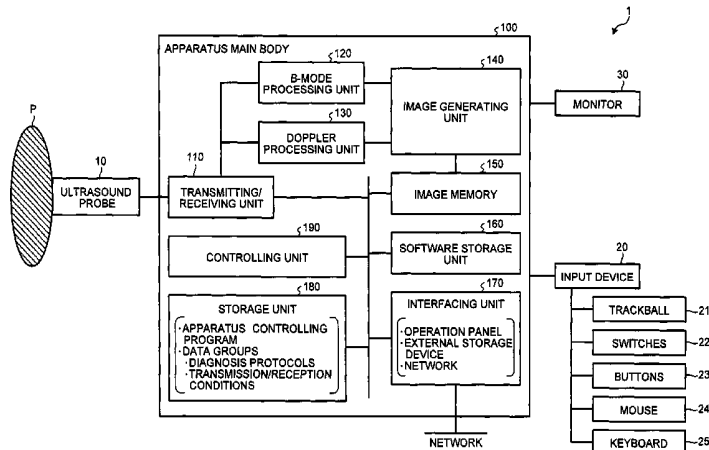 1
100
APPARATUS MAIN BODY
120
B-MODE
PROCESSING UNIT
140
IMAGE GENERATING
UNIT
30
MONITOR
130
DOPPLER
PROCESSING UNIT
P
10
ULTRASOUND
PROBE
110
TRANSMITTING/
RECEIVING UNIT
150
IMAGE MEMORY
190
CONTROLLING UNIT
160
SOFTWARE STORAGE
UNIT
20
INPUT DEVICE
180
STORAGE UNIT
·APPARATUS CONTROLLING
PROGRAM
·DATA GROUPS
·DIAGNOSIS PROTOCOLS
·TRANSMISSION/RECEPTION
CONDITIONS
170
INTERFACING UNIT
·OPERATION PANEL
·EXTERNAL STORAGE
DEVICE
·NETWORK
TRACKBALL 21
SWITCHES 22
BUTTONS 23
MOUSE 24
KEYBOARD 25
NETWORK